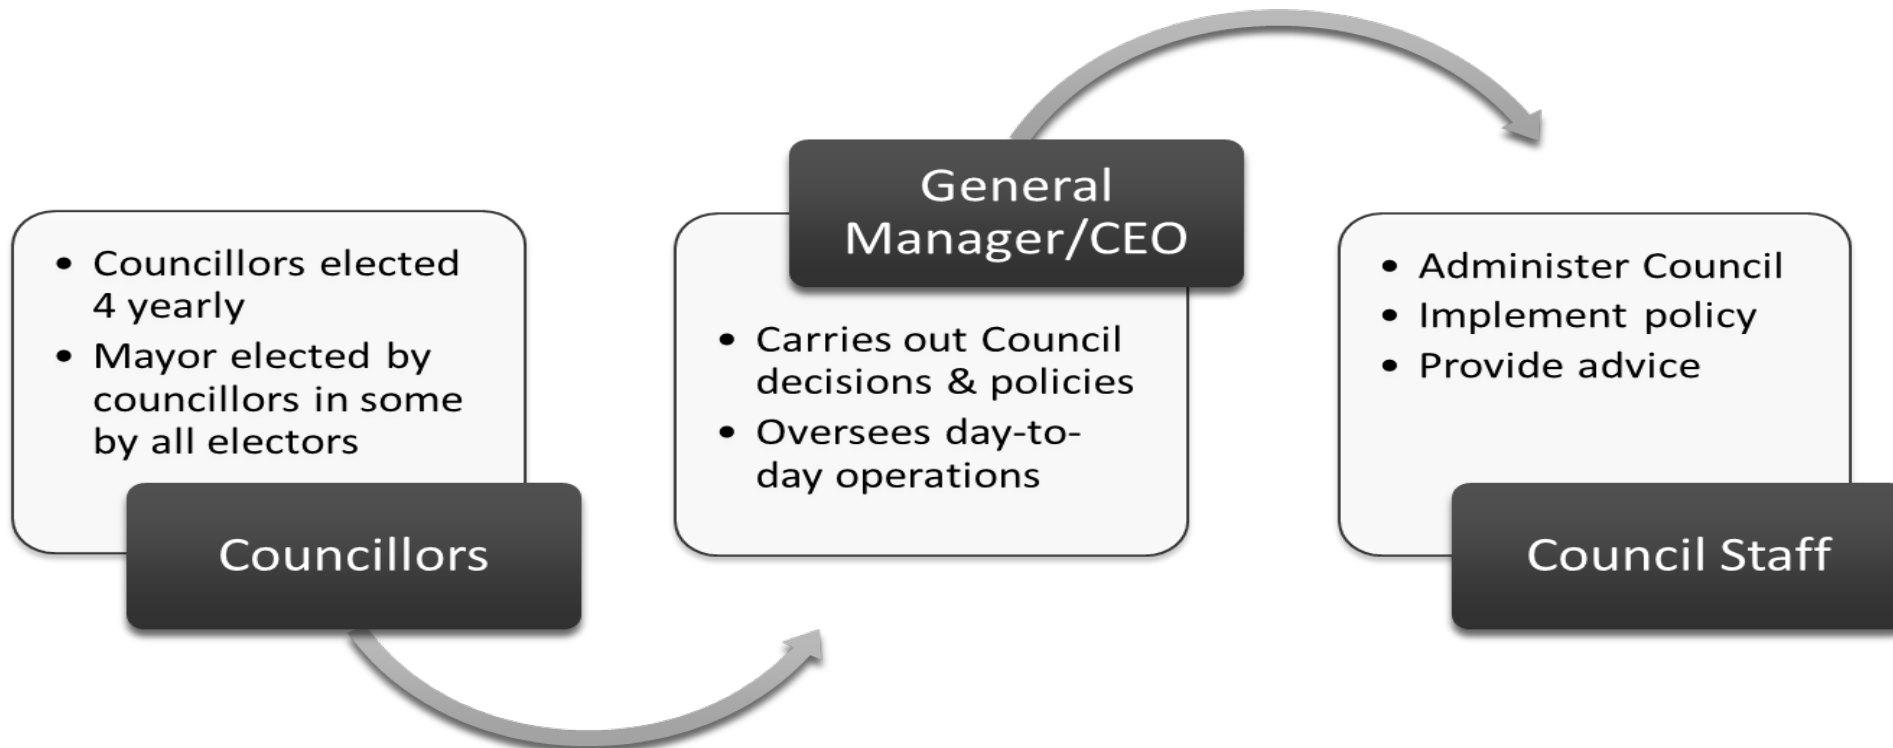 • Councillors elected
4 yearly
• Mayor elected by
councillors in some
by all electors
Councillors
General
Manager/CEO
• Carries out Council
decisions & policies
• Oversees day-to-
day operations
• Administer Council
• Implement policy
• Provide advice
Council Staff